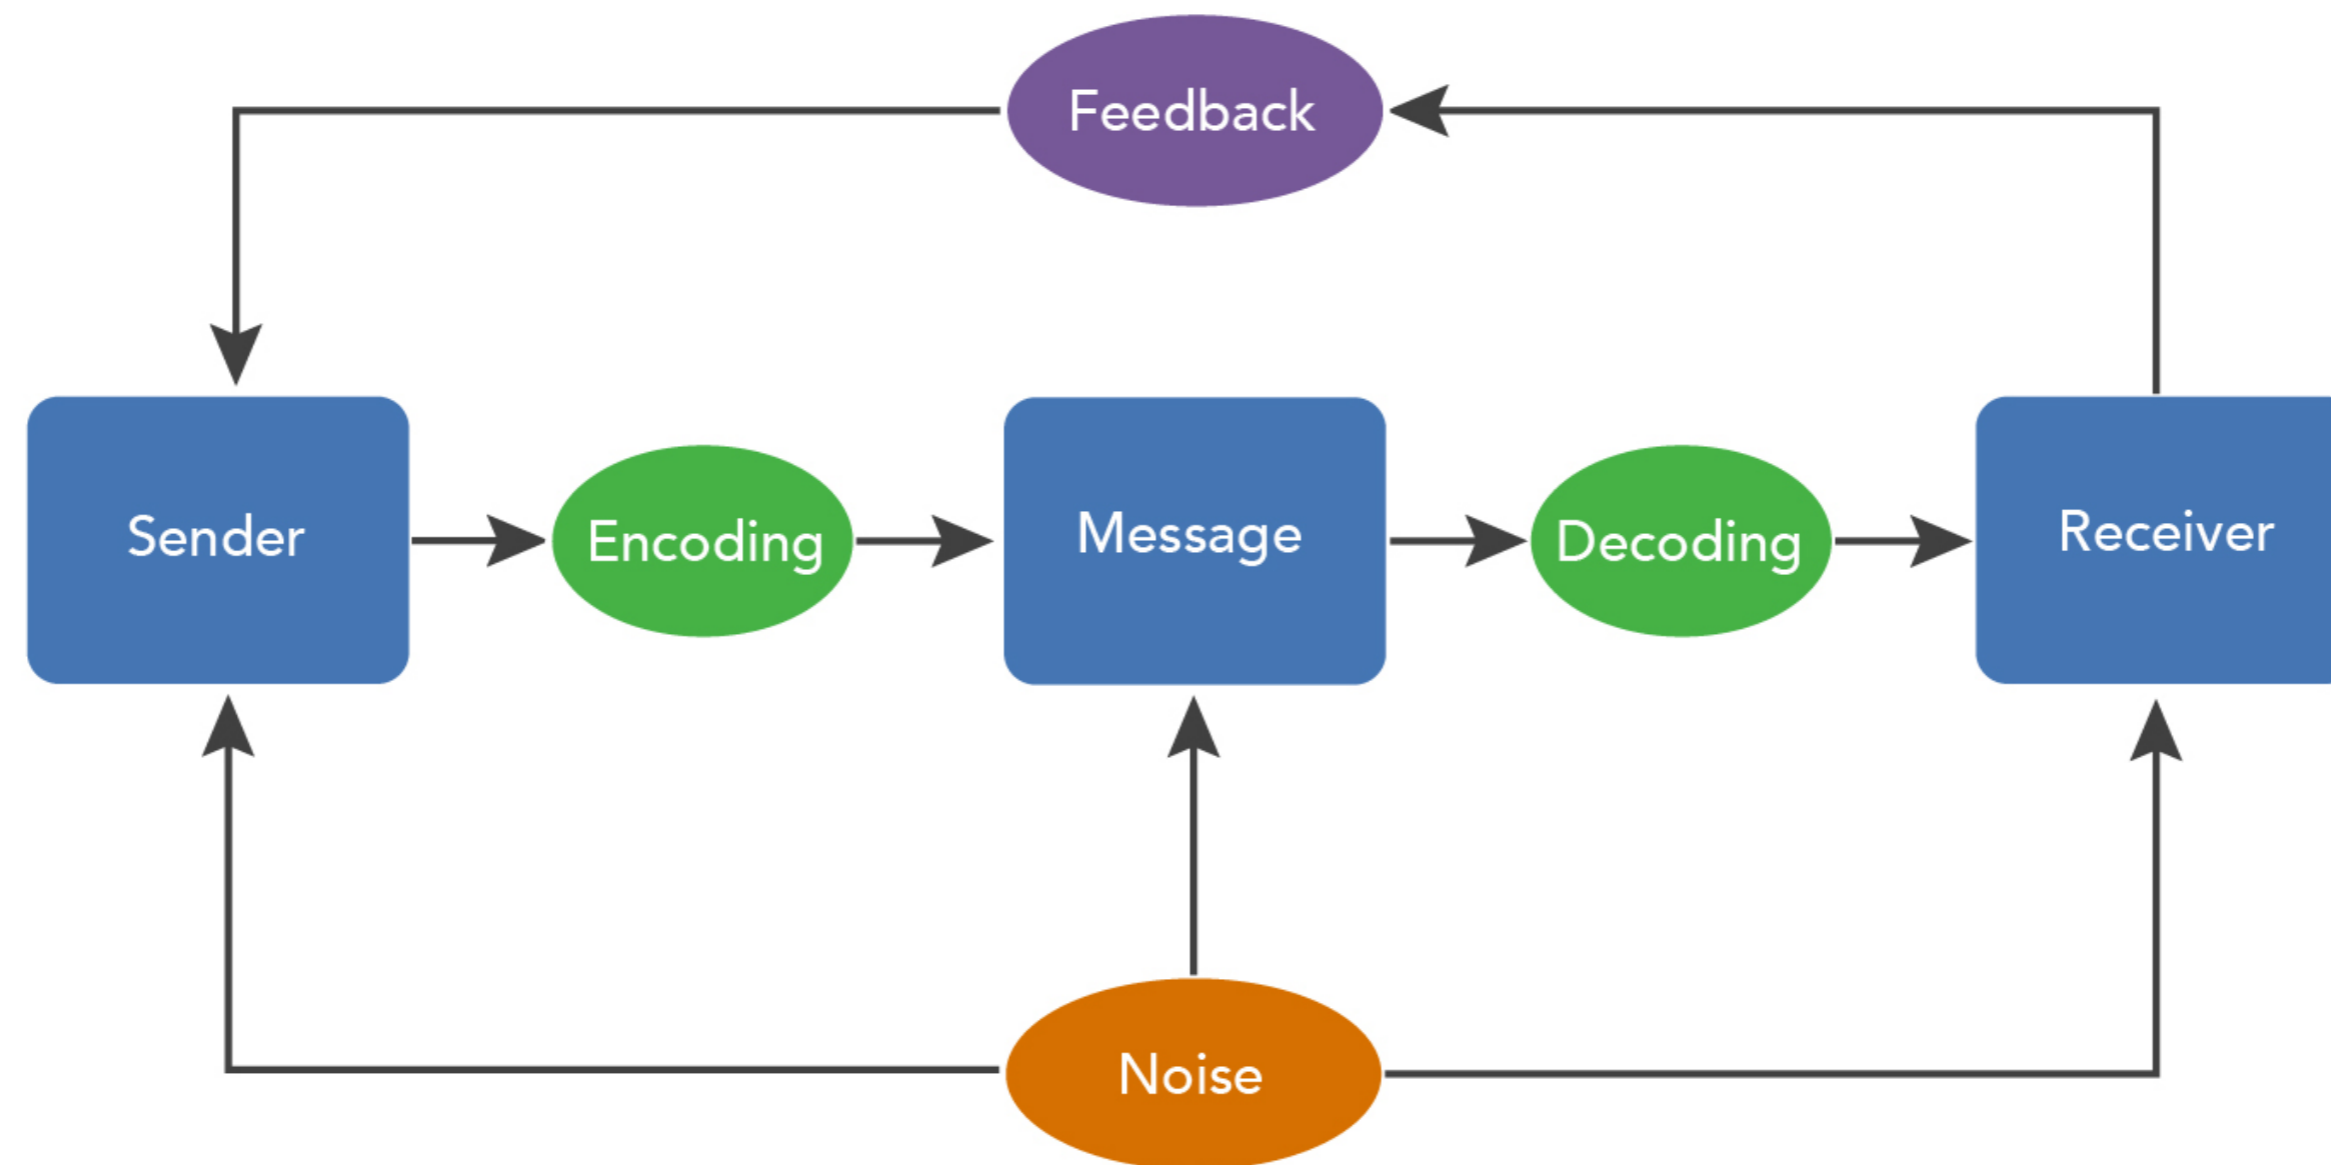 Feedback
Sender
Encoding
Message
Decoding
Receiver
Noise